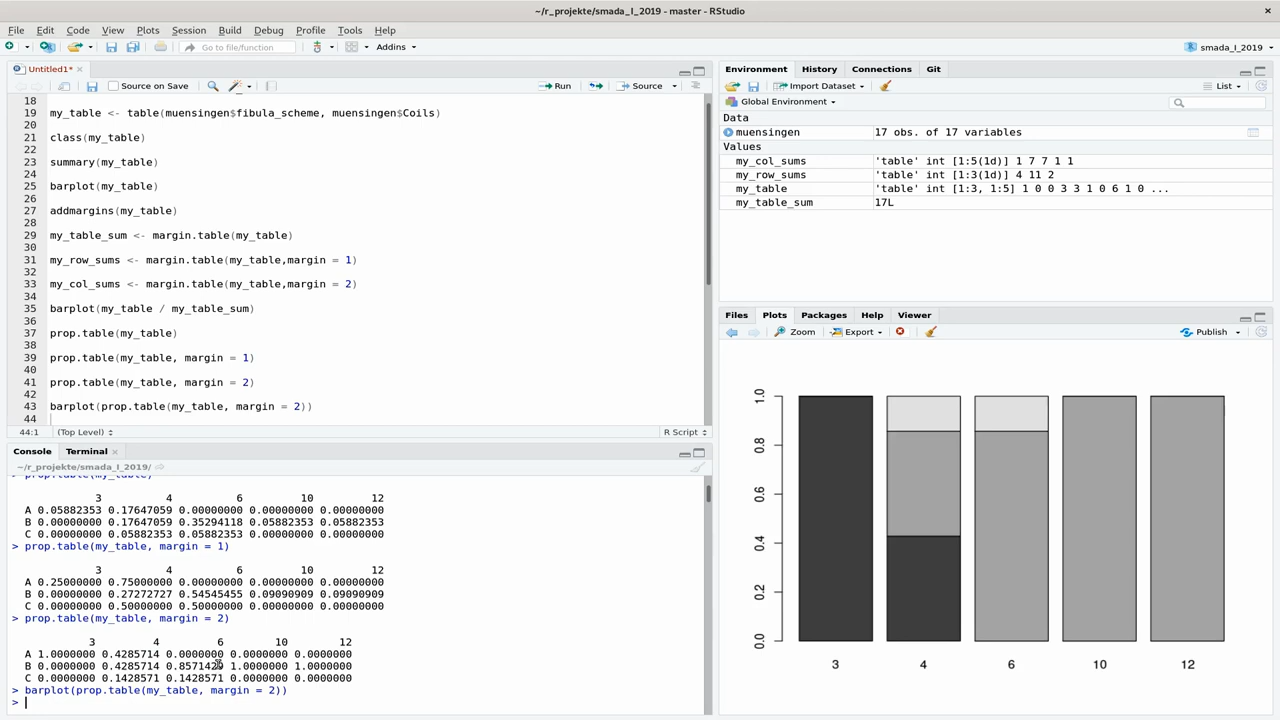 ~/r_projekte/smada_I_2019 - master - RStudio
File Edit Code View Plots Session Build Debug Profile Tools Help
Go to file/function Addins smada_I_2019
Untitled1*
Source on Save Run Source
18
19 my_table <- table(muensingen$fibula_scheme, muensingen$Coils)
20
21 class(my_table)
22
23 summary(my_table)
24
25 barplot(my_table)
26
27 addmargins(my_table)
28
29 my_table_sum <- margin.table(my_table)
30
31 my_row_sums <- margin.table(my_table,margin = 1)
32
33 my_col_sums <- margin.table(my_table,margin = 2)
34
35 barplot(my_table / my_table_sum)
36
37 prop.table(my_table)
38
39 prop.table(my_table, margin = 1)
40
41 prop.table(my_table, margin = 2)
42
43 barplot(prop.table(my_table, margin = 2))
44
44:1 (Top Level) R Script
Console Terminal
~/r_projekte/smada_I_2019/
> prop.table(my_table)
3 4 6 10 12
A 0.05882353 0.17647059 0.00000000 0.00000000 0.00000000
B 0.00000000 0.17647059 0.35294118 0.05882353 0.05882353
C 0.00000000 0.05882353 0.05882353 0.00000000 0.00000000
> prop.table(my_table, margin = 1)
3 4 6 10 12
A 0.25000000 0.75000000 0.00000000 0.00000000 0.00000000
B 0.00000000 0.27272727 0.54545455 0.09090909 0.09090909
C 0.00000000 0.50000000 0.50000000 0.00000000 0.00000000
> prop.table(my_table, margin = 2)
3 4 6 10 12
A 1.0000000 0.4285714 0.0000000 0.0000000 0.0000000
B 0.0000000 0.4285714 0.8571429 1.0000000 1.0000000
C 0.0000000 0.1428571 0.1428571 0.0000000 0.0000000
> barplot(prop.table(my_table, margin = 2))
>
Environment History Connections Git
Import Dataset List
Global Environment
Data
muensingen 17 obs. of 17 variables
Values
my_col_sums 'table' int [1:5(1d)] 1 7 7 1 1
my_row_sums 'table' int [1:3(1d)] 4 11 2
my_table 'table' int [1:3, 1:5] 1 0 0 3 3 1 0 6 1 0 ...
my_table_sum 17L
Files Plots Packages Help Viewer
Zoom Export Publish
1.0
0.8
0.6
0.4
0.2
0.0
3 4 6 10 12